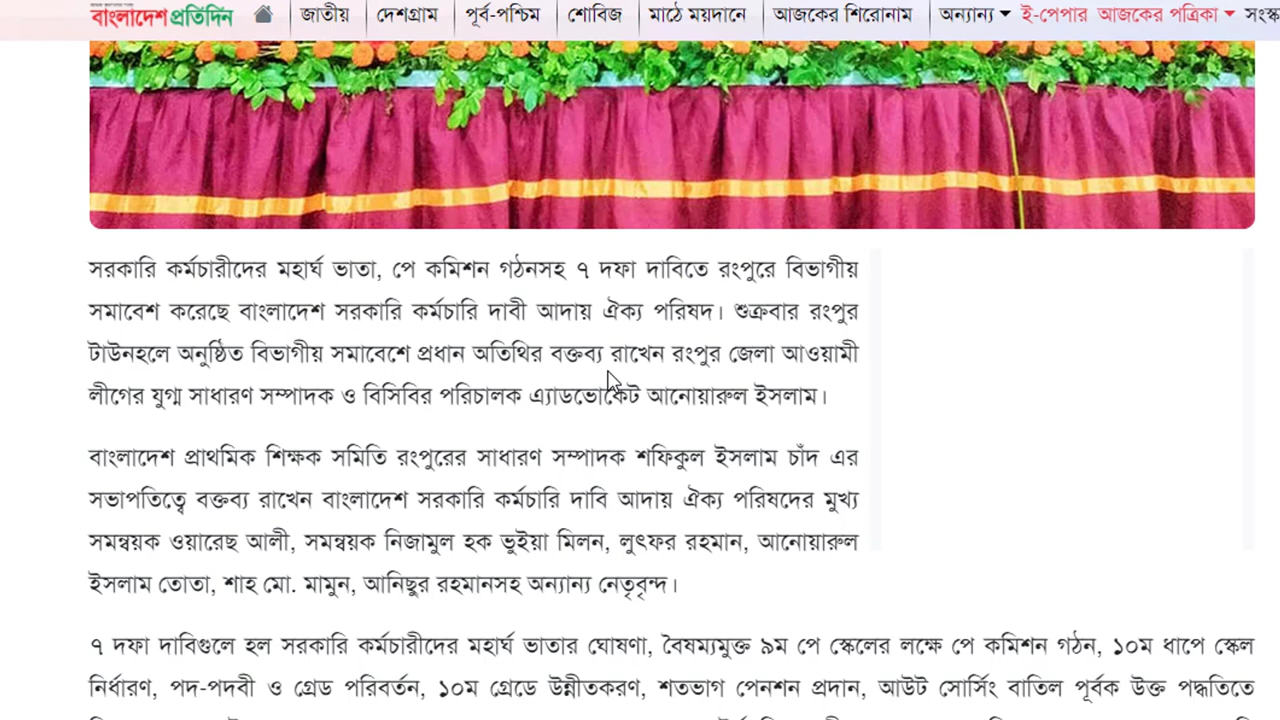 বাংলাদেশ প্রতিদিন জাতীয় দেশগ্রাম পূর্ব-পশ্চিম শোবিজ মাঠে ময়দানে আজকের শিরোনাম অন্যান্য ই-পেপার আজকের পত্রিকা
সরকারি কর্মচারীদের মহার্ঘ ভাতা, পে কমিশন গঠনসহ ৭ দফা দাবিতে রংপুরে বিভাগীয়
সমাবেশ করেছে বাংলাদেশ সরকারি কর্মচারি দাবী আদায় ঐক্য পরিষদ। শুক্রবার রংপুর
টাউনহলে অনুষ্ঠিত বিভাগীয় সমাবেশে প্রধান অতিথির বক্তব্য রাখেন রংপুর জেলা আওয়ামী
লীগের যুগ্ম সাধারণ সম্পাদক ও বিসিবির পরিচালক এ্যাডভোকেট আনোয়ারুল ইসলাম।
বাংলাদেশ প্রাথমিক শিক্ষক সমিতি রংপুরের সাধারণ সম্পাদক শফিকুল ইসলাম চাঁদ এর
সভাপতিত্বে বক্তব্য রাখেন বাংলাদেশ সরকারি কর্মচারি দাবি আদায় ঐক্য পরিষদের মুখ্য
সমন্বয়ক ওয়ারেছ আলী, সমন্বয়ক নিজামুল হক ভুইয়া মিলন, লুৎফর রহমান, আনোয়ারুল
ইসলাম তোতা, শাহ মো. মামুন, আনিছুর রহমানসহ অন্যান্য নেতৃবৃন্দ।
৭ দফা দাবিগুলে হল সরকারি কর্মচারীদের মহার্ঘ ভাতার ঘোষণা, বৈষম্যমুক্ত ৯ম পে স্কেলের লক্ষে পে কমিশন গঠন, ১০ম ধাপে স্কেল
নির্ধারণ, পদ-পদবী ও গ্রেড পরিবর্তন, ১০ম গ্রেডে উন্নীতকরণ, শতভাগ পেনশন প্রদান, আউট সোর্সিং বাতিল পূর্বক উক্ত পদ্ধতিতে